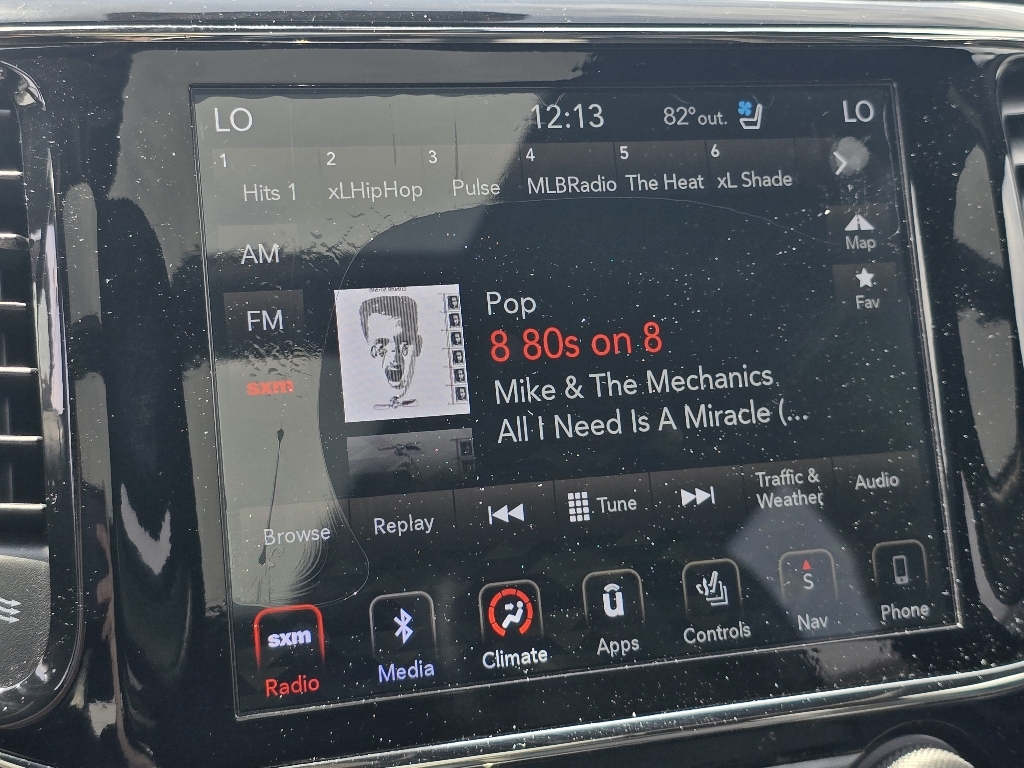 LO 12:13 82° out. LO
1 2 3 4 5 6
Hits 1 xLHipHop Pulse MLBRadio The Heat xL Shade
AM
Map
FM
Fav
sxm
Pop
8 80s on 8
Mike & The Mechanics
All I Need Is A Miracle (...
Browse Replay Tune Traffic & Weather Audio
sxm
S
Radio Media Climate Apps Controls Nav Phone